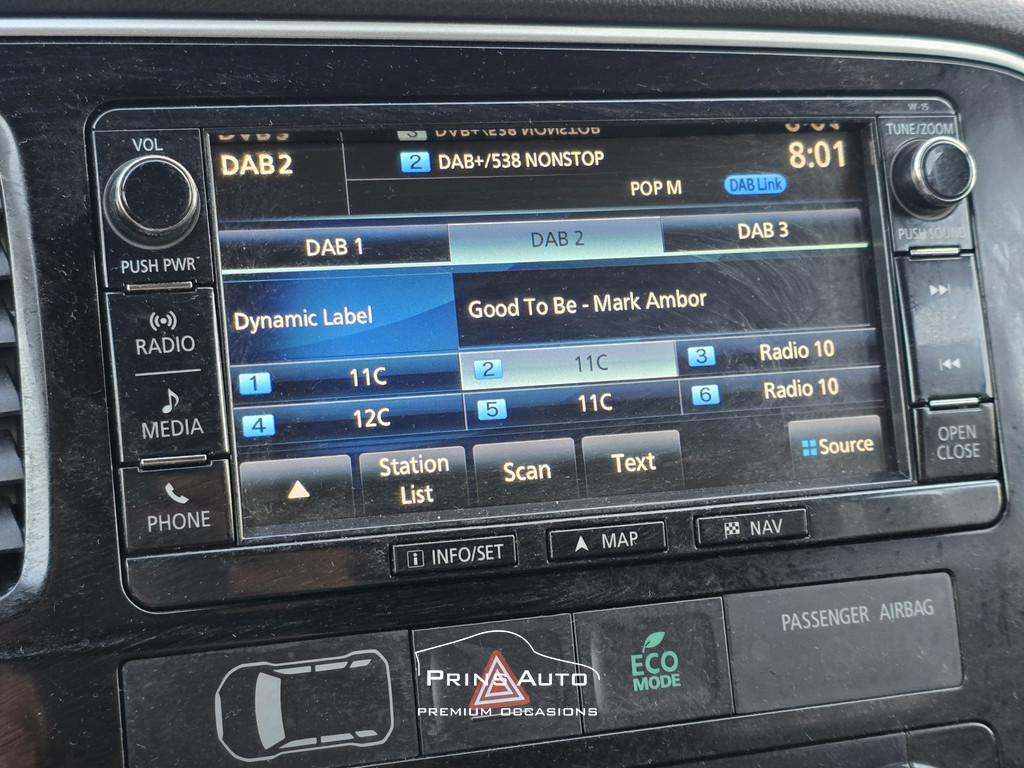 W-15
VOL
PUSH PWR
RADIO
MEDIA
PHONE
DAB 2
2 DAB+/538 NONSTOP
8:01
POP M
DAB Link
DAB 1
DAB 2
DAB 3
Dynamic Label
Good To Be - Mark Ambor
1 11C
2 11C
3 Radio 10
4 12C
5 11C
6 Radio 10
Station
List
Scan
Text
Source
TUNE/ZOOM
PUSH SOUND
OPEN
CLOSE
INFO/SET
MAP
NAV
ECO
MODE
PASSENGER AIRBAG
PRINS AUTO
PREMIUM OCCASIONS